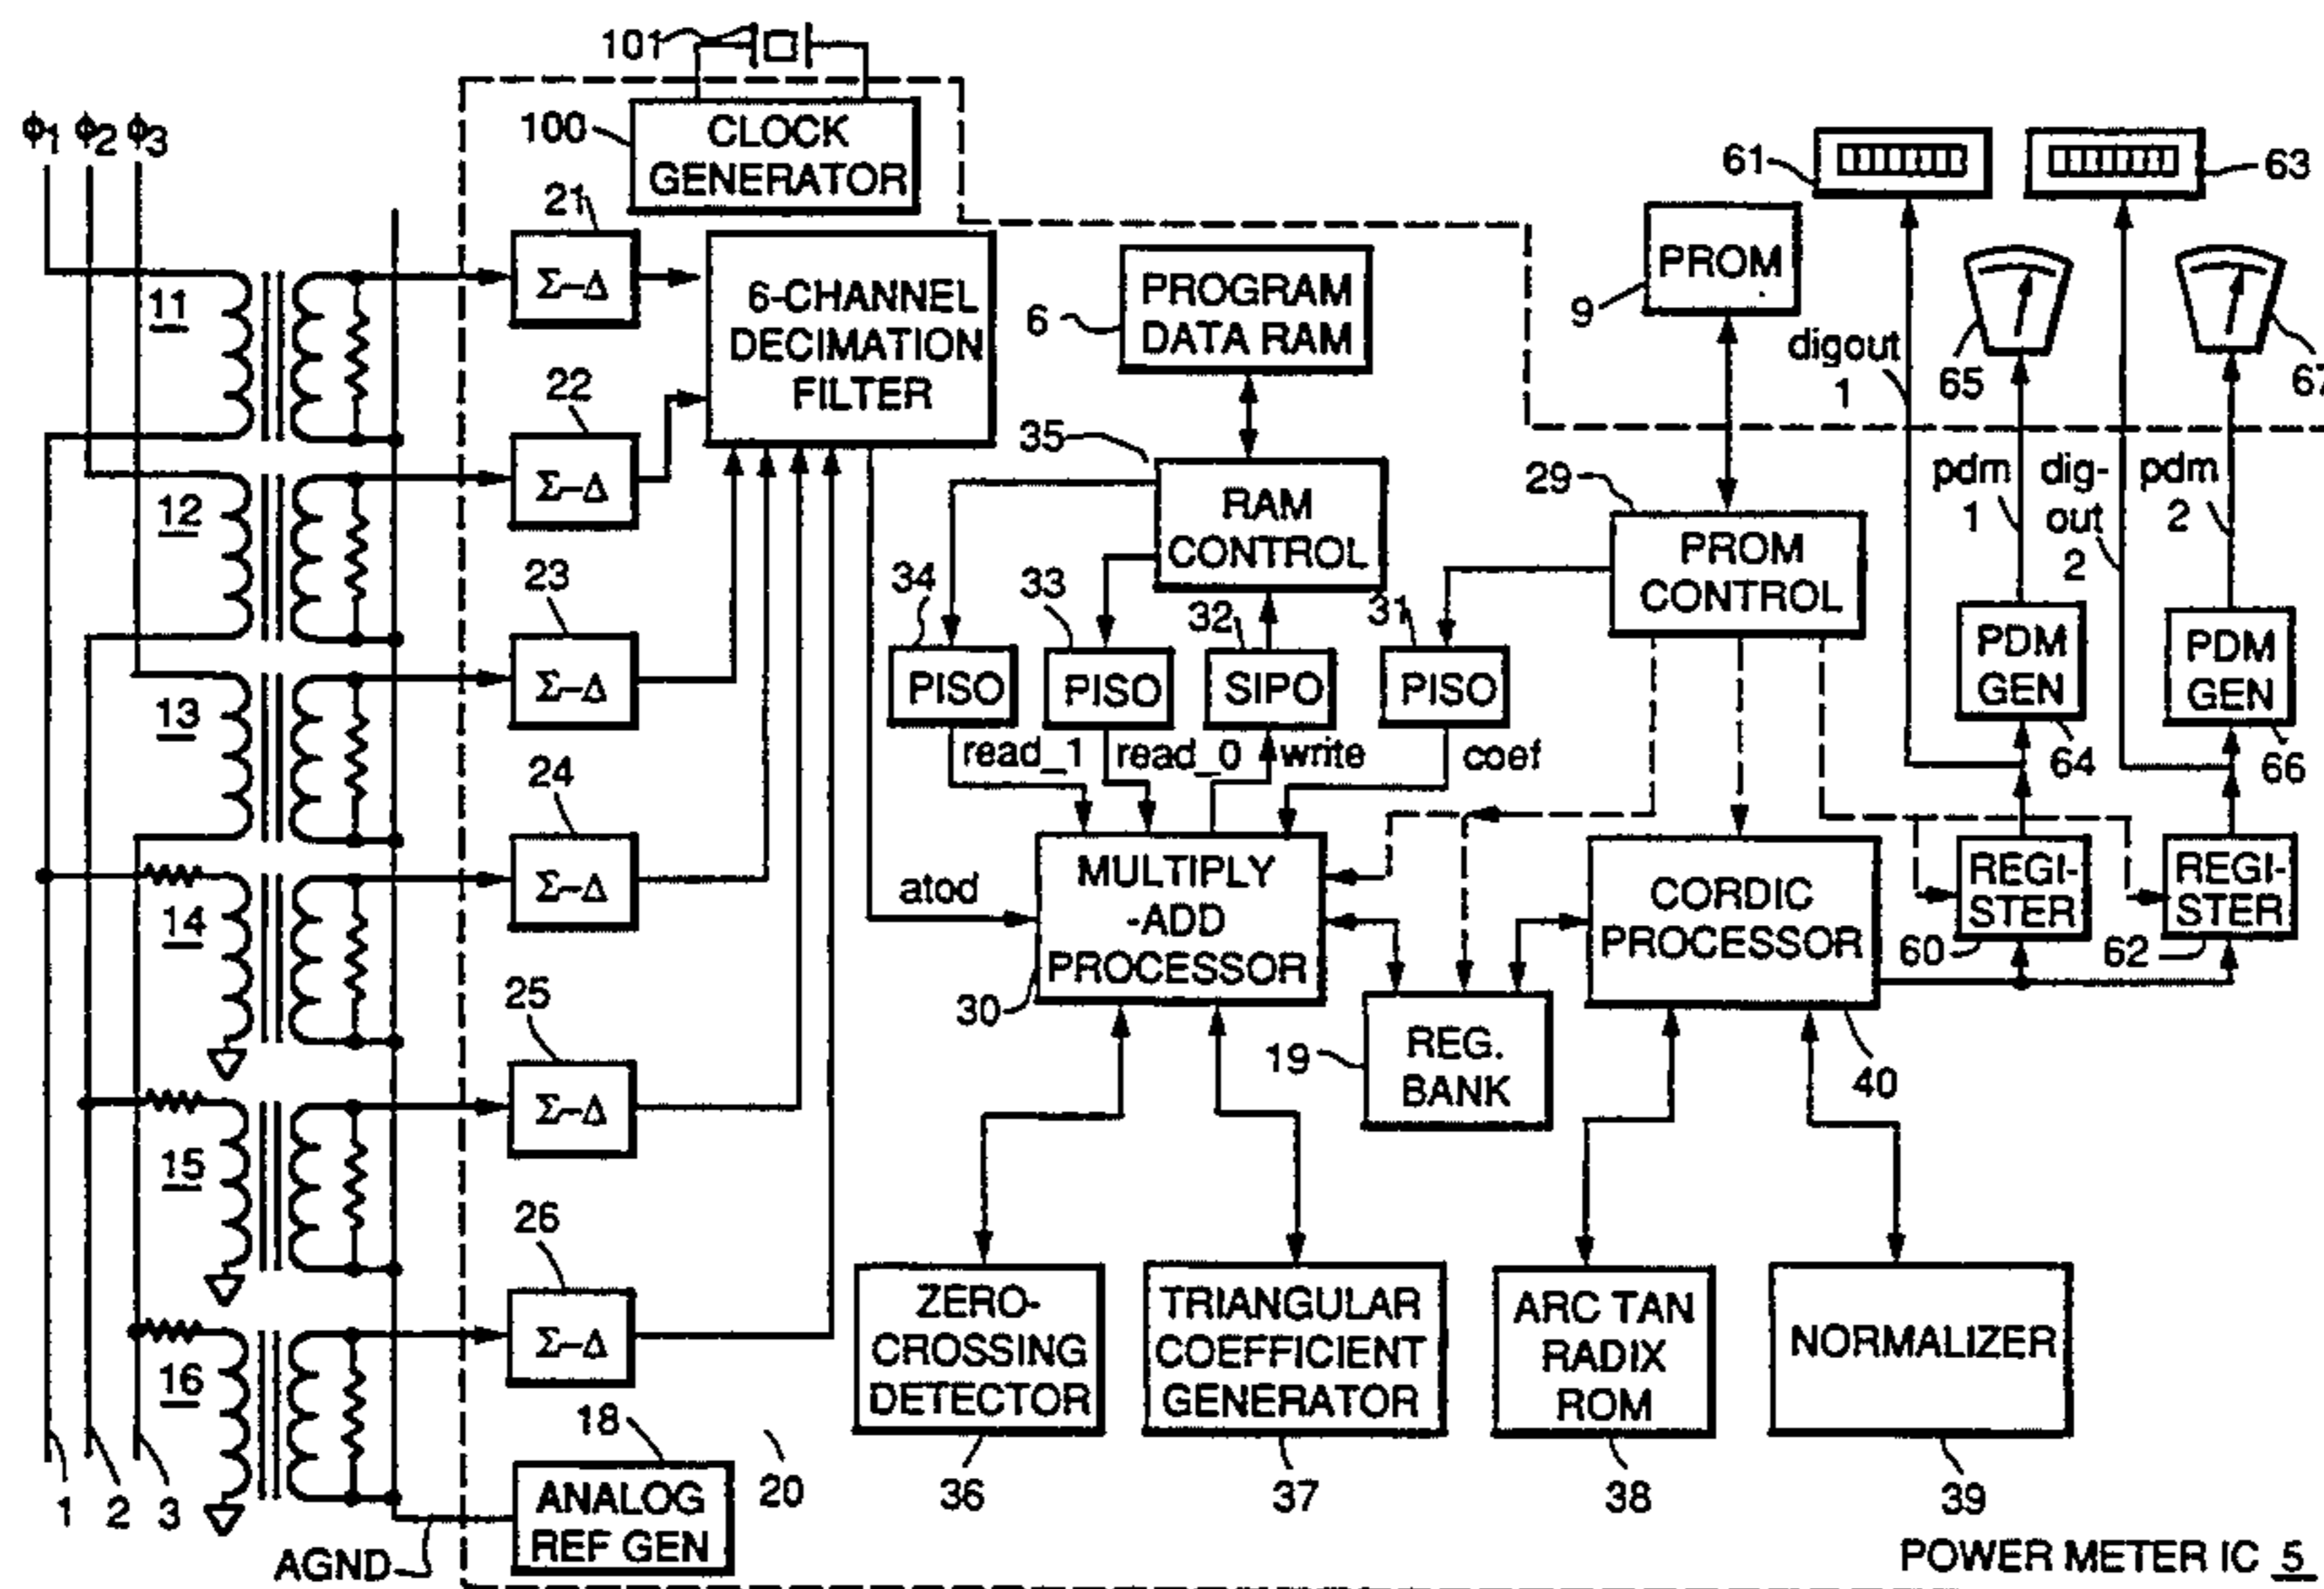 101
ϕ1 ϕ2 ϕ3
100
CLOCK
GENERATOR
21
Σ-Δ
11
6-CHANNEL
DECIMATION
FILTER
6
PROGRAM
DATA RAM
9
PROM
61
63
65
67
digout
1
22
Σ-Δ
12
35
RAM
CONTROL
29
PROM
CONTROL
pdm
1
dig-
out
2
pdm
2
23
Σ-Δ
13
34
PISO
33
PISO
32
SIPO
31
PISO
read_1
read_0
write
coef
PDM
GEN
64
PDM
GEN
66
24
Σ-Δ
14
atod
MULTIPLY
-ADD
PROCESSOR
30
CORDIC
PROCESSOR
40
REGI-
STER
60
REGI-
STER
62
19
REG.
BANK
25
Σ-Δ
15
26
Σ-Δ
16
ZERO-
CROSSING
DETECTOR
36
TRIANGULAR
COEFFICIENT
GENERATOR
37
ARC TAN
RADIX
ROM
38
NORMALIZER
39
18
ANALOG
REF GEN
20
1 2 3
AGND
POWER METER IC 5